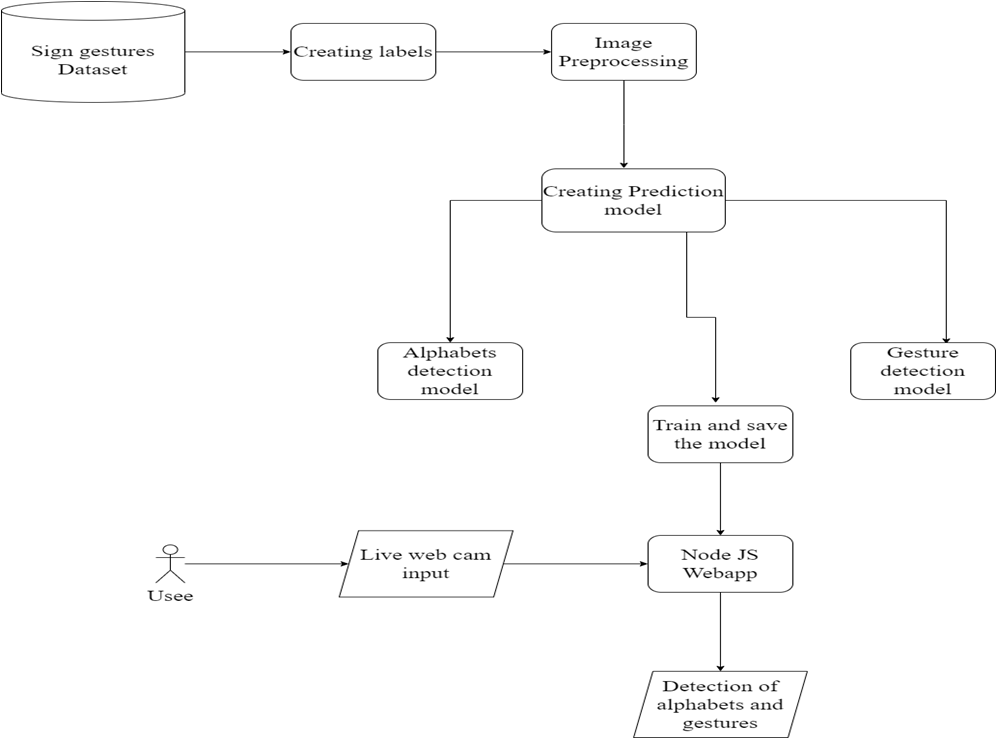 Sign gestures
Dataset
Creating labels
Image
Preprocessing
Creating Prediction
model
Alphabets
detection
model
Gesture
detection
model
Train and save
the model
Live web cam
input
Node JS
Webapp
Usee
Detection of
alphabets and
gestures